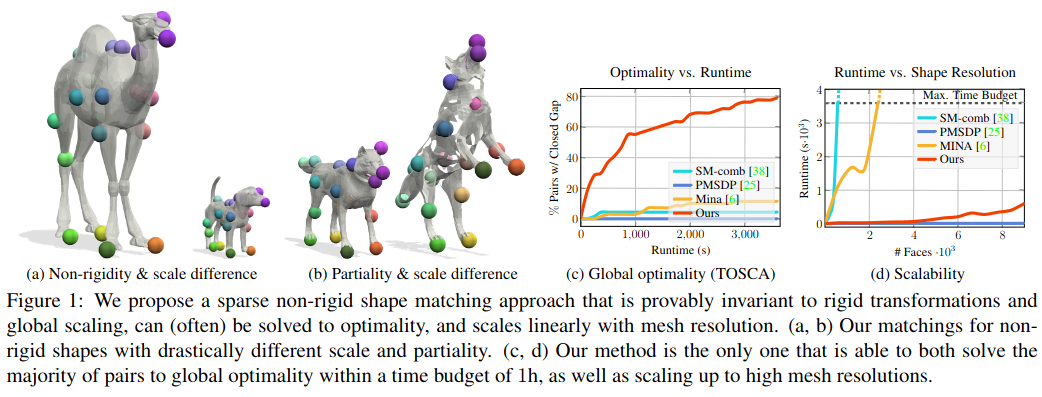 Optimality vs. Runtime
80
60
40
20
0
% Pairs w/ Closed Gap
SM-comb [38]
PMSDP [25]
Mina [6]
Ours
0 1,000 2,000 3,000
Runtime (s)
Runtime vs. Shape Resolution
4
3
2
1
0
Runtime (s·10³)
Max. Time Budget
SM-comb [38]
PMSDP [25]
MINA [6]
Ours
2 4 6 8
# Faces ·10³
(a) Non-rigidity & scale difference
(b) Partiality & scale difference
(c) Global optimality (TOSCA)
(d) Scalability
Figure 1: We propose a sparse non-rigid shape matching approach that is provably invariant to rigid transformations and
global scaling, can (often) be solved to optimality, and scales linearly with mesh resolution. (a, b) Our matchings for non-
rigid shapes with drastically different scale and partiality. (c, d) Our method is the only one that is able to both solve the
majority of pairs to global optimality within a time budget of 1h, as well as scaling up to high mesh resolutions.